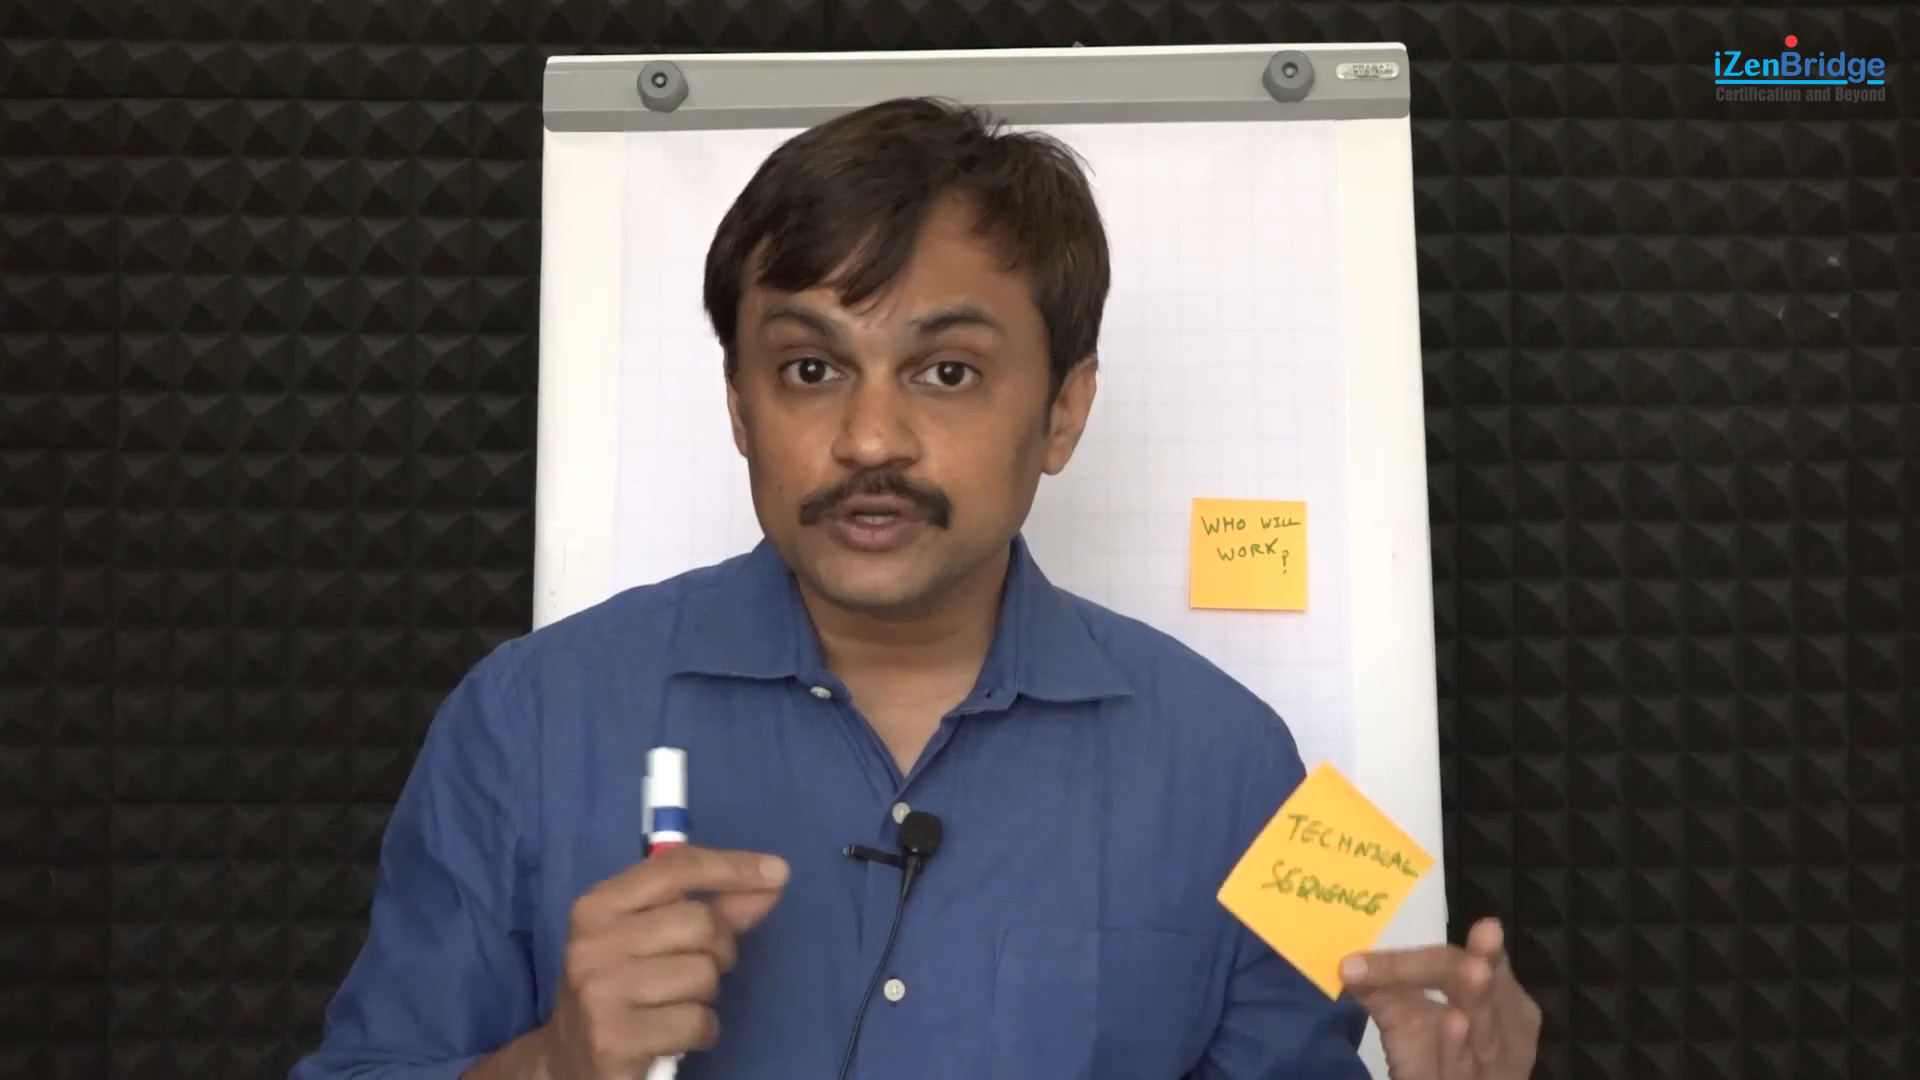 iZenBridge
Certification and Beyond
WHO WILL
WORK?
TECHNICAL
SEQUENCE